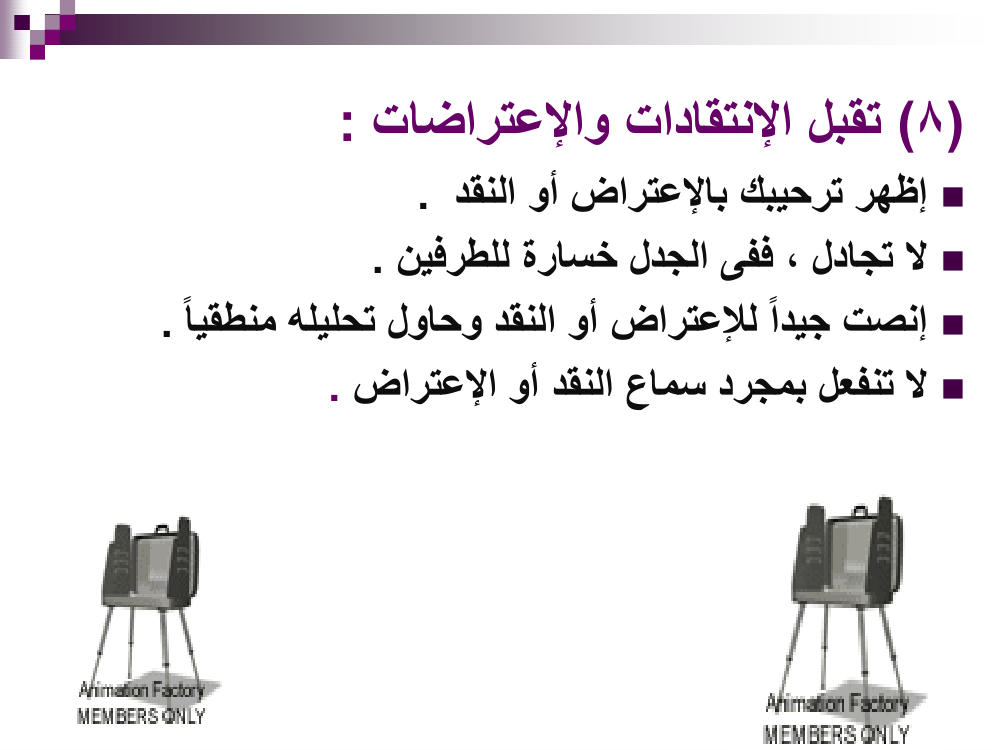 (٨) تقبل الإنتقادات والإعتراضات :
إظهر ترحيبك بالإعتراض أو النقد .
لا تجادل ، ففى الجدل خسارة للطرفين .
إنصت جيداً للإعتراض أو النقد وحاول تحليله منطقياً .
لا تنفعل بمجرد سماع النقد أو الإعتراض .
Animation Factory
MEMBERS ONLY
Animation Factory
MEMBERS ONLY